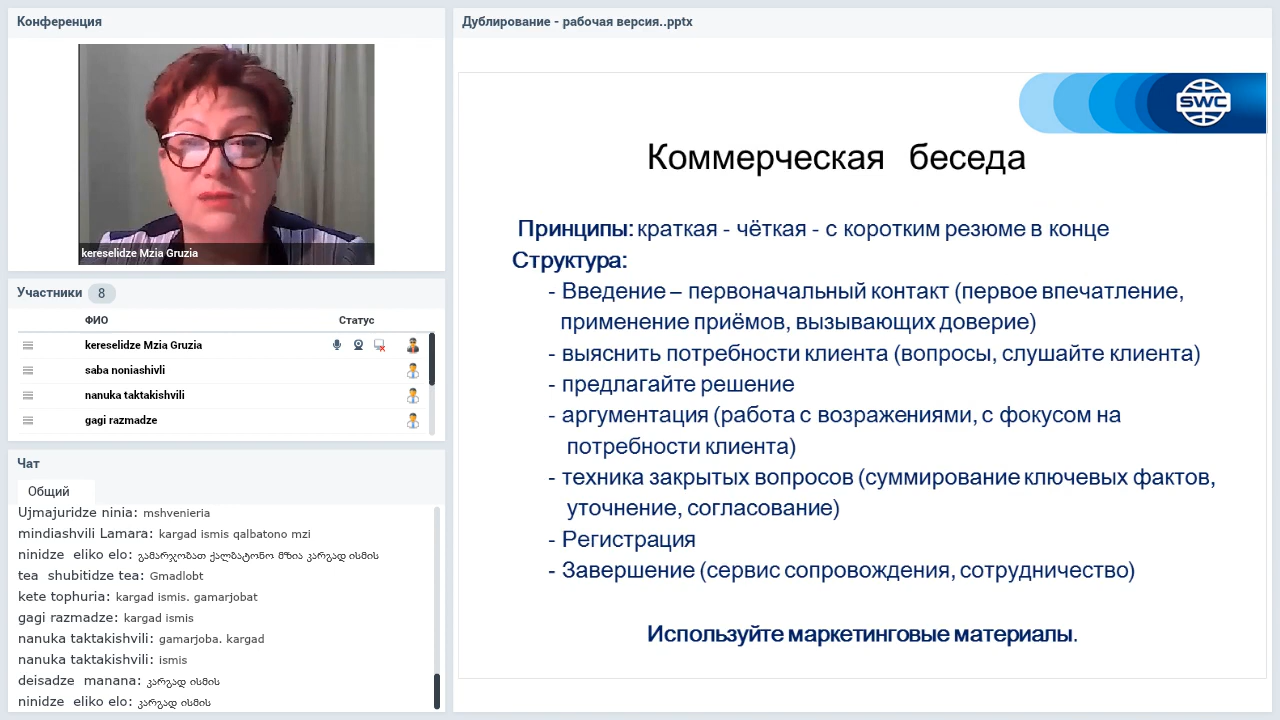 Конференция
kereselidze Mzia Gruzia
Участники 8
ФИО Статус
kereselidze Mzia Gruzia
saba noniashivli
nanuka taktakishvili
gagi razmadze
Чат
Общий
Ujmajuridze ninia: mshvenieria
mindiashvili Lamara: kargad ismis qalbatono mzi
ninidze eliko elo: გამარჯობათ ქალბატონო მზია კარგად ისმის
tea shubitidze tea: Gmadlobt
kete tophuria: kargad ismis. gamarjobat
gagi razmadze: kargad ismis
nanuka taktakishvili: gamarjoba. kargad
nanuka taktakishvili: ismis
deisadze manana: კარგად ისმის
ninidze eliko elo: კარგად ისმის
Дублирование - рабочая версия..pptx
SWC
Коммерческая беседа
Принципы: краткая - чёткая - с коротким резюме в конце
Структура:
- Введение – первоначальный контакт (первое впечатление,
применение приёмов, вызывающих доверие)
- выяснить потребности клиента (вопросы, слушайте клиента)
- предлагайте решение
- аргументация (работа с возражениями, с фокусом на
потребности клиента)
- техника закрытых вопросов (суммирование ключевых фактов,
уточнение, согласование)
- Регистрация
- Завершение (сервис сопровождения, сотрудничество)
Используйте маркетинговые материалы.